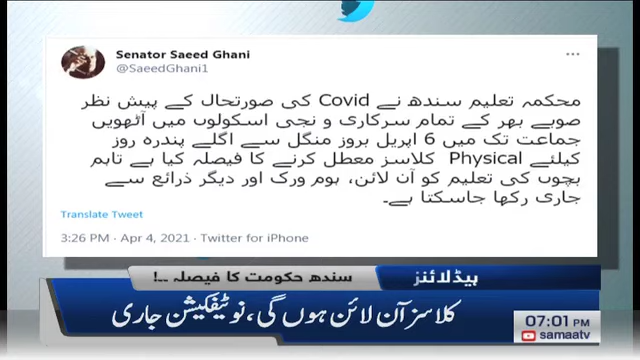 Senator Saeed Ghani
@SaeedGhani1
محکمہ تعلیم سندھ نے Covid کی صورتحال کے پیش نظر
صوبے بھر کے تمام سرکاری و نجی اسکولوں میں آٹھویں
جماعت تک میں 6 اپریل بروز منگل سے اگلے پندرہ روز
کیلئے Physical کلاسز معطل کرنے کا فیصلہ کیا ہے تاہم
بچوں کی تعلیم کو آن لائن، ہوم ورک اور دیگر ذرائع سے
جاری رکھا جاسکتا ہے۔
Translate Tweet
3:26 PM · Apr 4, 2021 · Twitter for iPhone
ہیڈلائنز
سندھ حکومت کا فیصلہ ..!
کلاسز آن لائن ہوں گی، نوٹیفکیشن جاری
07:01 PM
samaatv